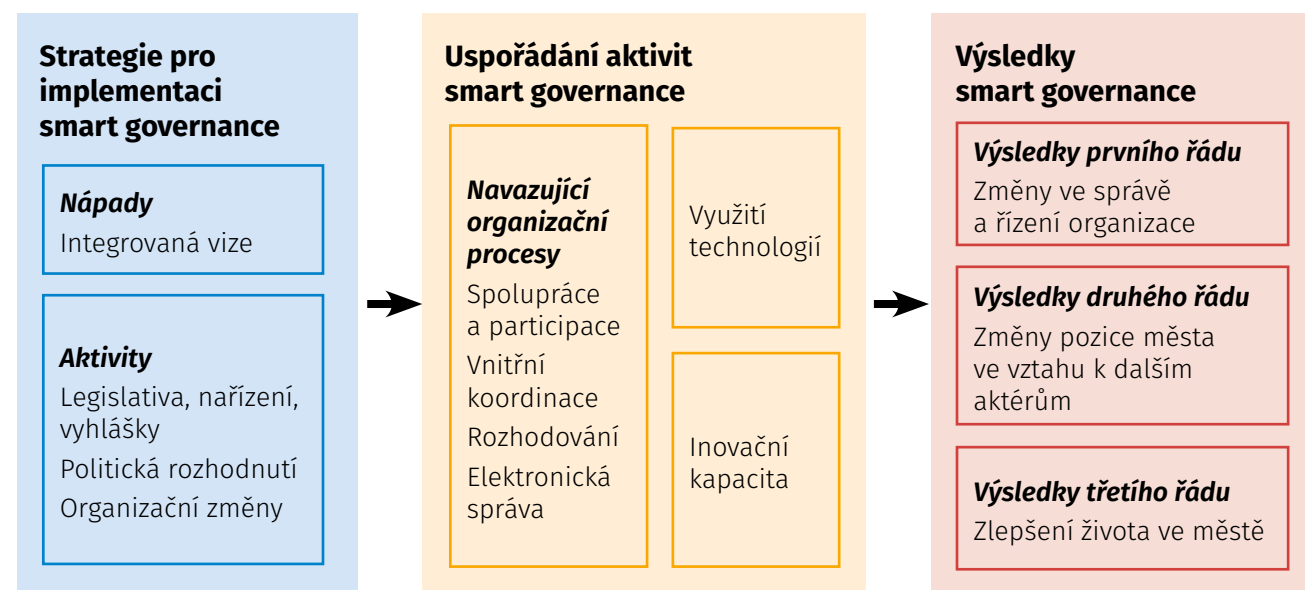 Strategie pro
implementaci
smart governance
Nápady
Integrovaná vize
Aktivity
Legislativa, nařízení,
vyhlášky
Politická rozhodnutí
Organizační změny
Uspořádání aktivit
smart governance
Navazující
organizační
procesy
Spolupráce
a participace
Vnitřní
koordinace
Rozhodování
Elektronická
správa
Využití
technologií
Inovační
kapacita
Výsledky
smart governance
Výsledky prvního řádu
Změny ve správě
a řízení organizace
Výsledky druhého řádu
Změny pozice města
ve vztahu k dalším
aktérům
Výsledky třetího řádu
Zlepšení života ve městě